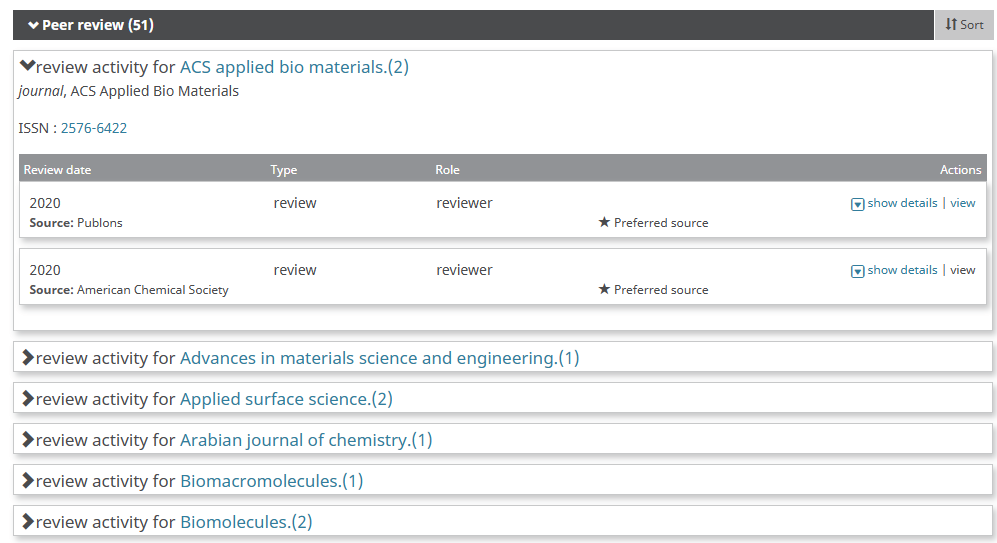 Peer review (51) Sort
review activity for ACS applied bio materials.(2)
journal, ACS Applied Bio Materials
ISSN : 2576-6422
Review date Type Role Actions
2020 review reviewer show details | view
Source: Publons Preferred source
2020 review reviewer show details | view
Source: American Chemical Society Preferred source
review activity for Advances in materials science and engineering.(1)
review activity for Applied surface science.(2)
review activity for Arabian journal of chemistry.(1)
review activity for Biomacromolecules.(1)
review activity for Biomolecules.(2)